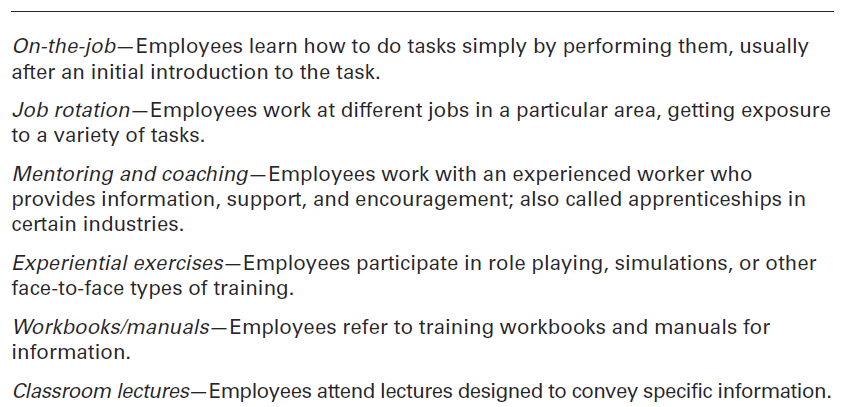 On-the-job—Employees learn how to do tasks simply by performing them, usually
after an initial introduction to the task.
Job rotation—Employees work at different jobs in a particular area, getting exposure
to a variety of tasks.
Mentoring and coaching—Employees work with an experienced worker who
provides information, support, and encouragement; also called apprenticeships in
certain industries.
Experiential exercises—Employees participate in role playing, simulations, or other
face-to-face types of training.
Workbooks/manuals—Employees refer to training workbooks and manuals for
information.
Classroom lectures—Employees attend lectures designed to convey specific information.